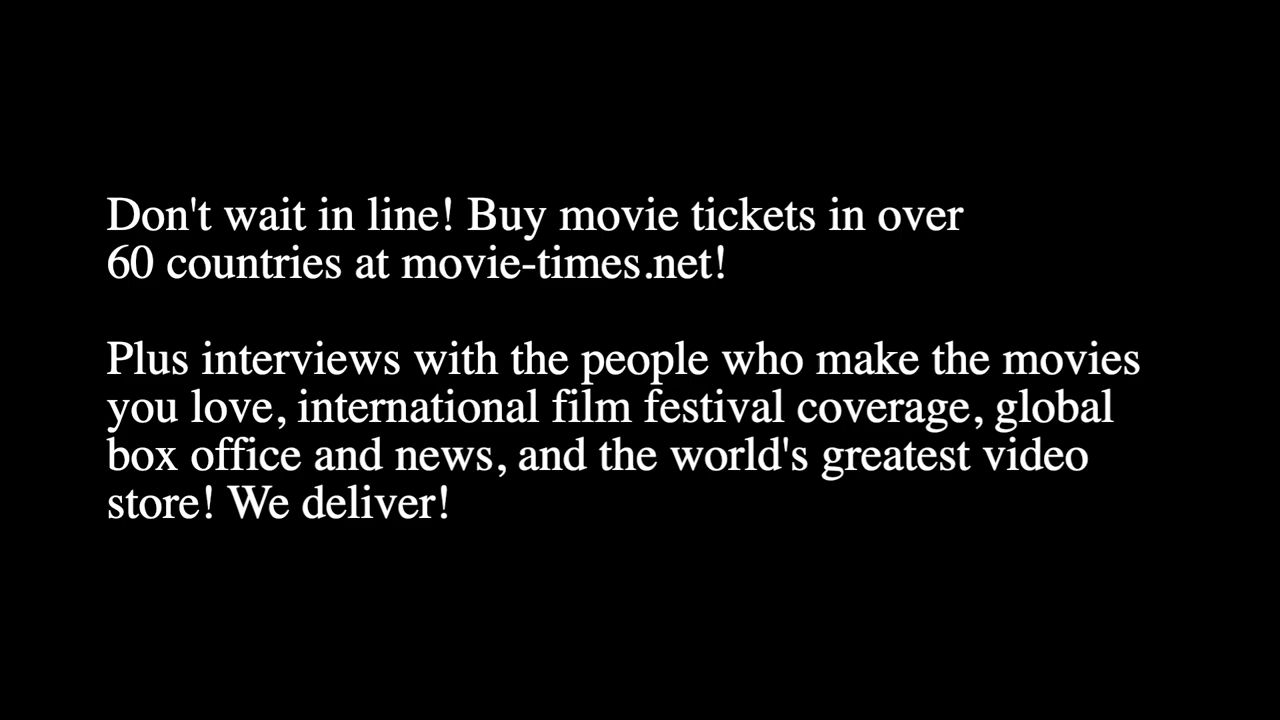 Don't wait in line! Buy movie tickets in over
60 countries at movie-times.net!
Plus interviews with the people who make the movies
you love, international film festival coverage, global
box office and news, and the world's greatest video
store! We deliver!